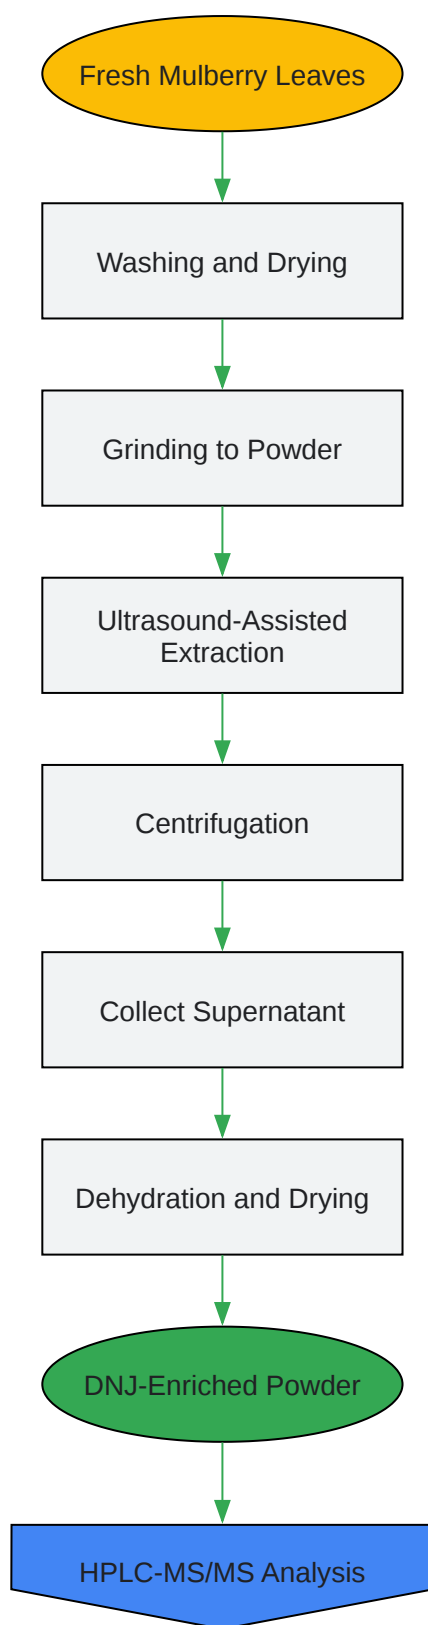 Fresh Mulberry Leaves
Washing and Drying
Grinding to Powder
Ultrasound-Assisted
Extraction
Centrifugation
Collect Supernatant
Dehydration and Drying
DNJ-Enriched Powder
HPLC-MS/MS Analysis